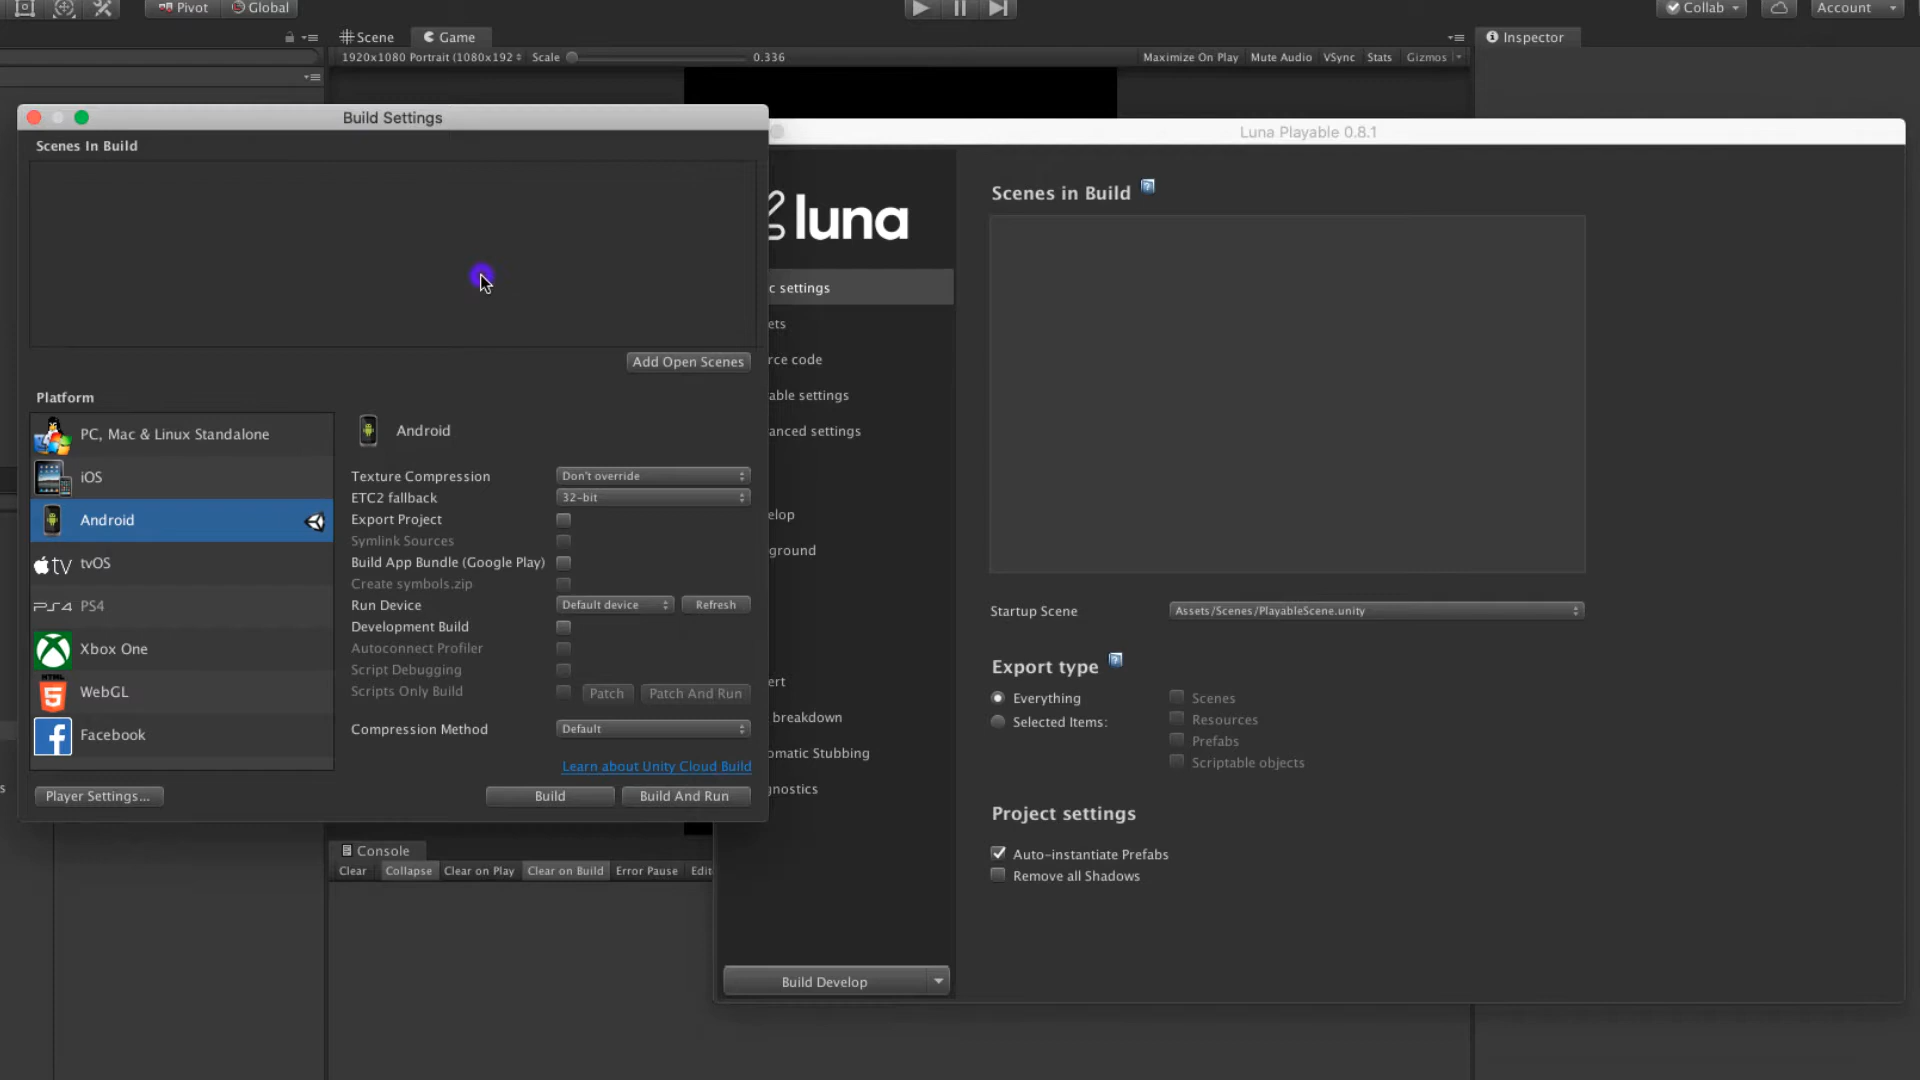 Pivot Global
Collab Account
Scene Game
Inspector
1920x1080 Portrait (1080x192 Scale 0.336 Maximize On Play Mute Audio VSync Stats Gizmos
Build Settings
Scenes In Build
Add Open Scenes
Platform
PC, Mac & Linux Standalone
iOS
Android
tv tvOS
PS4
Xbox One
HTML 5 WebGL
Facebook
Android
Texture Compression Don't override
ETC2 fallback 32-bit
Export Project
Symlink Sources
Build App Bundle (Google Play)
Create symbols.zip
Run Device Default device Refresh
Development Build
Autoconnect Profiler
Script Debugging
Scripts Only Build Patch Patch And Run
Compression Method Default
Learn about Unity Cloud Build
Player Settings... Build Build And Run
Console
Clear Collapse Clear on Play Clear on Build Error Pause Edit
Luna Playable 0.8.1
luna
c settings
ets
rce code
able settings
anced settings
elop
ground
ert
breakdown
omatic Stubbing
gnostics
Build Develop
Scenes in Build ?
Startup Scene Assets/Scenes/PlayableScene.unity
Export type ?
Everything
Selected Items:
Scenes
Resources
Prefabs
Scriptable objects
Project settings
Auto-instantiate Prefabs
Remove all Shadows